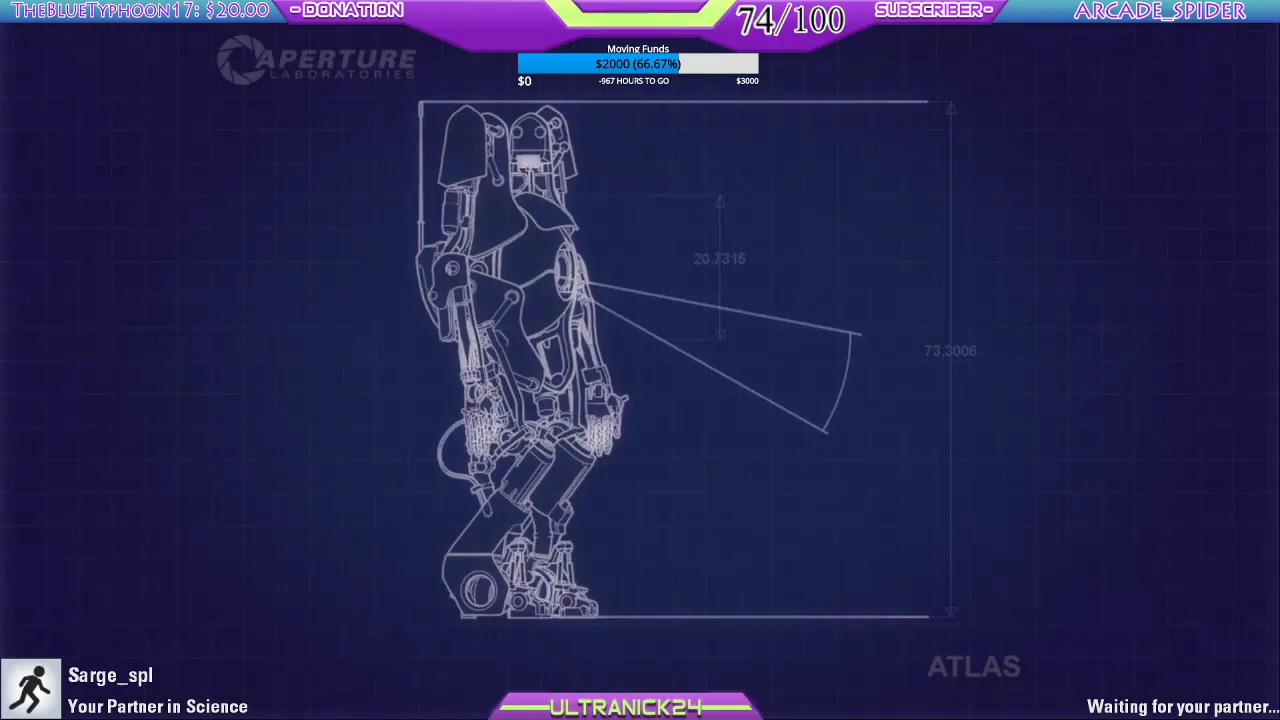 TheBlueTyphoon17: $20.00
-Donation
74/100
Subscriber-
Arcade_Spider
Moving Funds
$2000 (66.67%)
$0
-967 HOURS TO GO
$3000
APERTURE
LABORATORIES
20.7316
73.3006
ATLAS
Sarge_spl
Your Partner in Science
ULTRANICK24
Waiting for your partner...